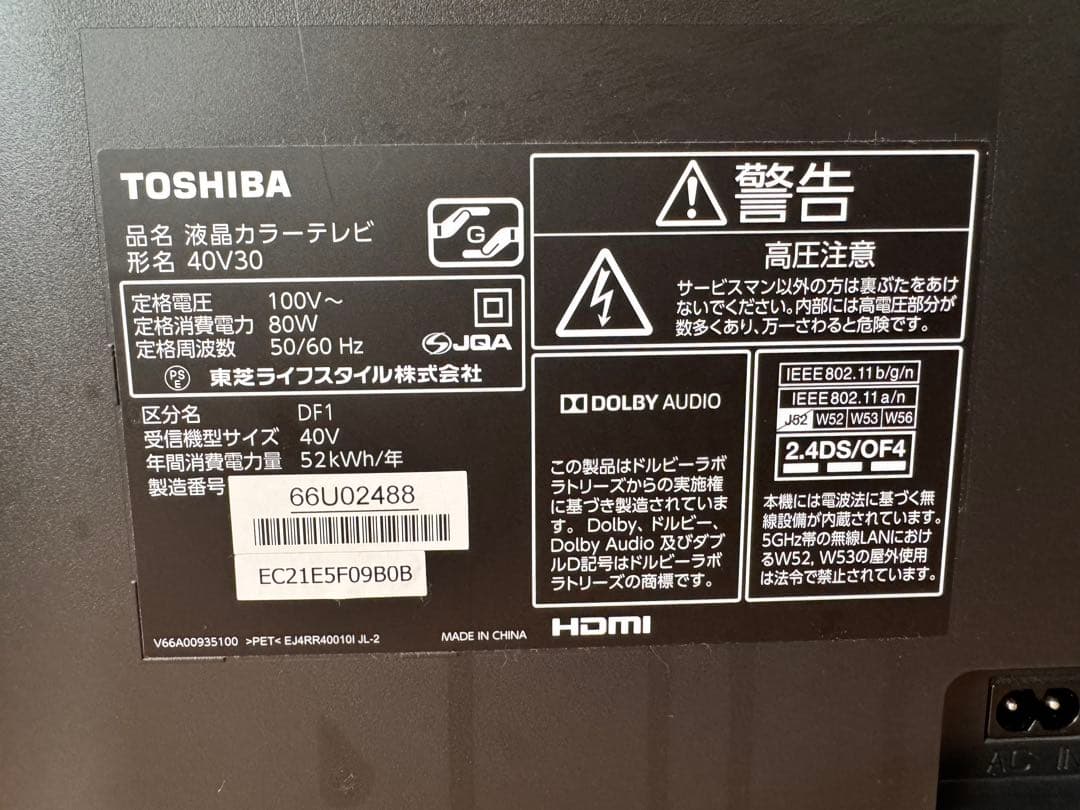 TOSHIBA
品名 液晶カラーテレビ
形名 40V30
G
定格電圧 100V～
定格消費電力 80W
定格周波数 50/60 Hz
JQA
PS
E
東芝ライフスタイル株式会社
区分名 DF1
受信機型サイズ 40V
年間消費電力量 52kWh/年
製造番号
66U02488
EC21E5F09B0B
V66A00935100 >PET< EJ4RR40010I JL-2
MADE IN CHINA
警告
高圧注意
サービスマン以外の方は裏ぶたをあけ
ないでください。内部には高電圧部分が
数多くあり、万一さわると危険です。
DOLBY AUDIO
この製品はドルビーラボ
ラトリーズからの実施権
に基づき製造されていま
す。Dolby、ドルビー、
Dolby Audio 及びダブ
ルD記号はドルビーラボ
ラトリーズの商標です。
HDMI
IEEE802.11b/g/n
IEEE802.11a/n
J52 W52 W53 W56
2.4DS/OF4
本機には電波法に基づく無
線設備が内蔵されています。
5GHz帯の無線LANにおけ
るW52, W53の屋外使用
は法令で禁止されています。
AC IN